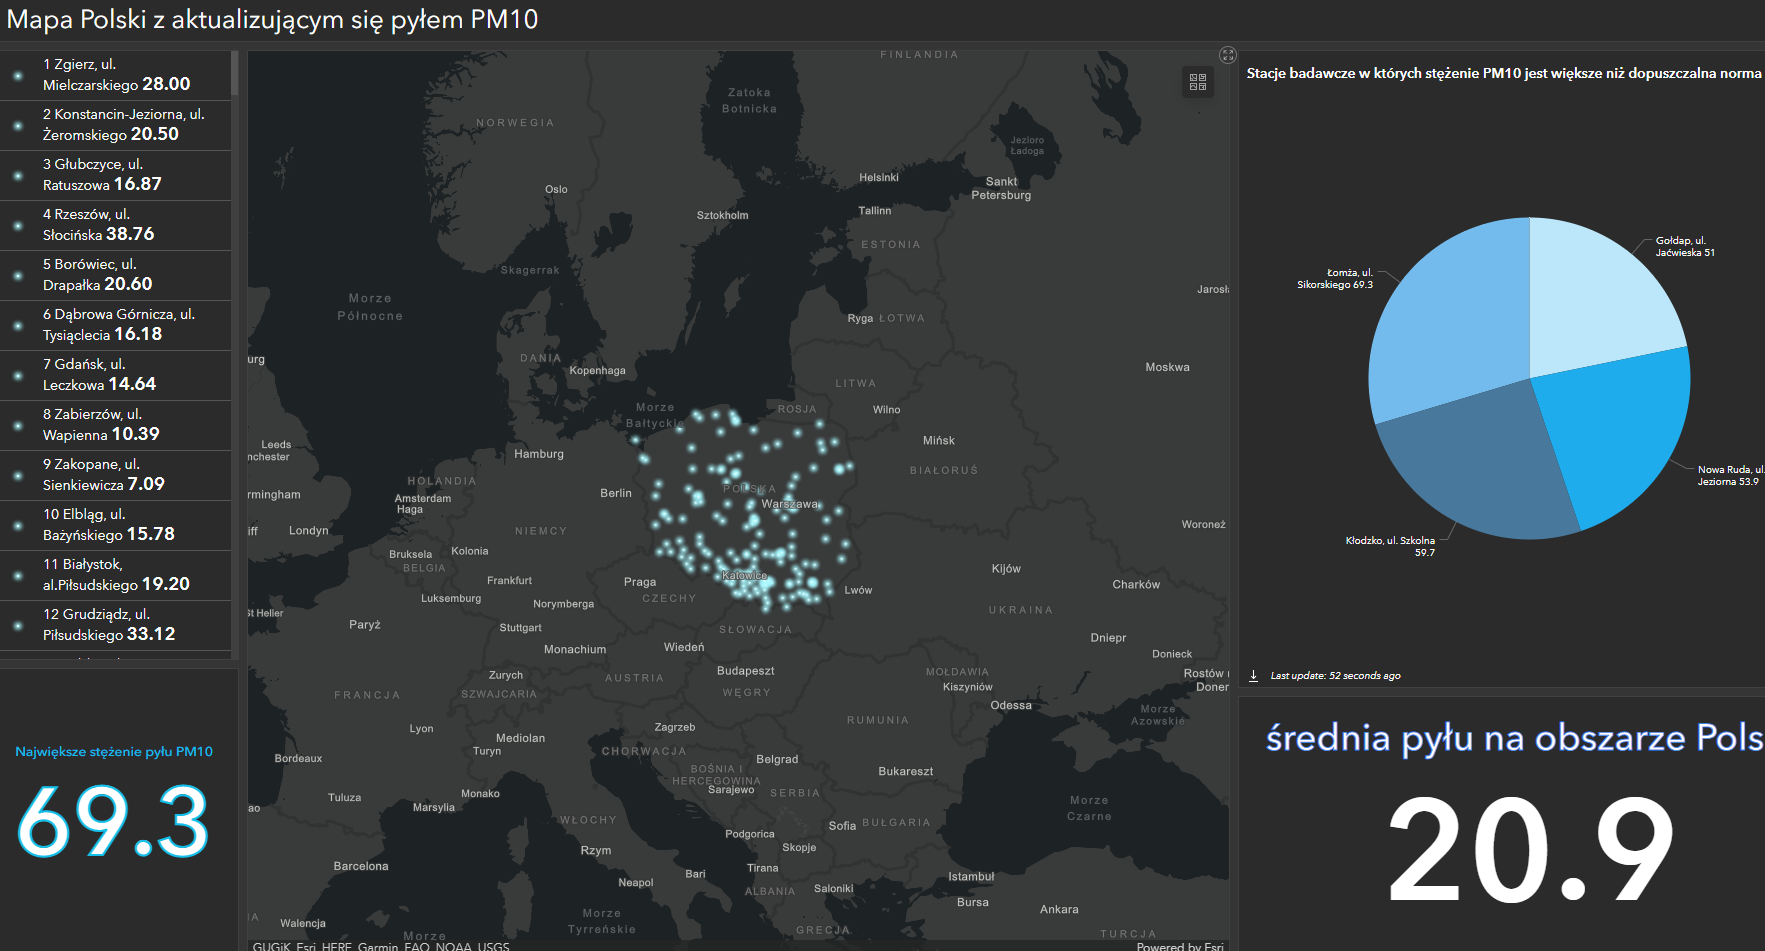 Mapa Polski z aktualizującym się pyłem PM10
1 Zgierz, ul.
Mielczarskiego 28.00
2 Konstancin-Jeziorna, ul.
Żeromskiego 20.50
3 Głubczyce, ul.
Ratuszowa 16.87
4 Rzeszów, ul.
Słocińska 38.76
5 Borówiec, ul.
Drapałka 20.60
6 Dąbrowa Górnicza, ul.
Tysiąclecia 16.18
7 Gdańsk, ul.
Leczkowa 14.64
8 Zabierzów, ul.
Wapienna 10.39
9 Zakopane, ul.
Sienkiewicza 7.09
10 Elbląg, ul.
Bażyńskiego 15.78
11 Białystok,
al.Piłsudskiego 19.20
12 Grudziądz, ul.
Piłsudskiego 33.12
Największe stężenie pyłu PM10
69.3
FINLANDIA
Zatoka
Botnicka
NORWEGIA
Jezioro
Ładoga
Helsinki
Sankt
Petersburg
Oslo
Sztokholm
Tallinn
ESTONIA
Skagerrak
Morze
Północne
Jarosł
Ryga ŁOTWA
urg
DANIA
Kopenhaga
Moskwa
LITWA
Morze
Bałtyckie
ROSJA
Wilno
Mińsk
Leeds
nchester
Hamburg
BIAŁORUŚ
HOLANDIA
Amsterdam
Haga
rmingham
Berlin
POLSKA
Warszawa
iff
Londyn
NIEMCY
Woroneż
Bruksela
BELGIA
Kolonia
Frankfurt
Praga
Katowice
Kijów
Charków
Lwów
Luksemburg
Norymberga
CZECHY
St Helier
UKRAINA
Paryż
Stuttgart
SŁOWACJA
Dniepr
Monachium
Wiedeń
Donieck
Zurych
AUSTRIA
Budapeszt
MOŁDAWIA
Rostów
Doner
SZWAJCARIA
WĘGRY
Kiszyniów
FRANCJA
Odessa
Morze
Azowskie
Lyon
Zagrzeb
RUMUNIA
Mediolan
Turyn
CHORWACJA
Bordeaux
Belgrad
BOŚNIA I
HERCEGOWINA
Sarajewo
Bukareszt
SERBIA
Tuluza
Monako
Marsylia
Morze
Czarne
ao
WŁOCHY
Sofia BUŁGARIA
Podgorica
Skopje
Rzym
Barcelona
Tirana
Bari
Neapol
ALBANIA
Saloniki
Istambuł
Bursa
Ankara
IA
Walencja
Morze
Tyrreńskie
GRECJA
TURCJA
Morze
GUGiK, Esri, HERE, Garmin, FAO, NOAA, USGS
Powered by Esri
Stacje badawcze w których stężenie PM10 jest większe niż dopuszczalna norma
Gołdap, ul.
Jaćwieska 51
Łomża, ul.
Sikorskiego 69.3
Nowa Ruda, ul.
Jeziorna 53.9
Kłodzko, ul. Szkolna
59.7
Last update: 52 seconds ago
średnia pyłu na obszarze Pols
20.9